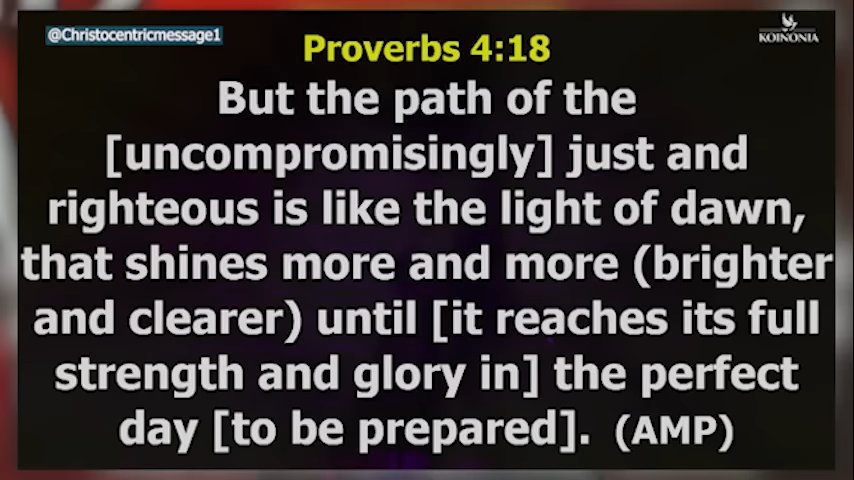 @Christocentricmessage1
KOINONIA
Proverbs 4:18
But the path of the
[uncompromisingly] just and
righteous is like the light of dawn,
that shines more and more (brighter
and clearer) until [it reaches its full
strength and glory in] the perfect
day [to be prepared]. (AMP)